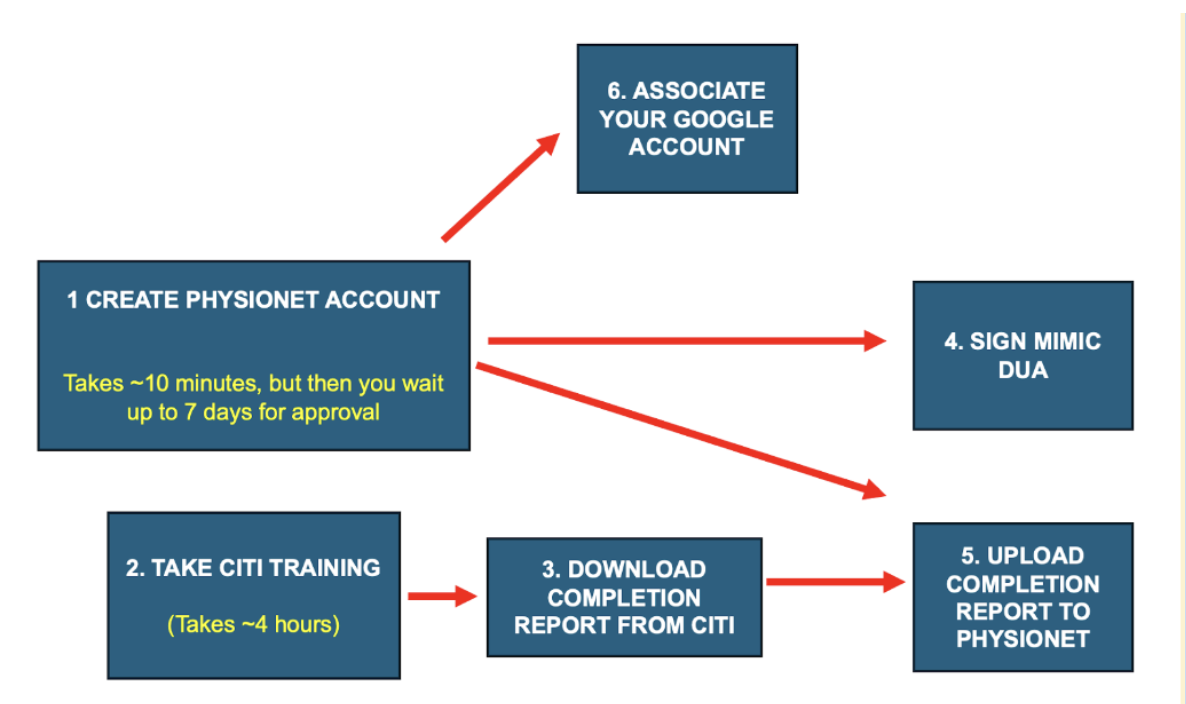 6. ASSOCIATE
YOUR GOOGLE
ACCOUNT
1 CREATE PHYSIONET ACCOUNT
Takes ~10 minutes, but then you wait
up to 7 days for approval
4. SIGN MIMIC
DUA
2. TAKE CITI TRAINING
(Takes ~4 hours)
3. DOWNLOAD
COMPLETION
REPORT FROM CITI
5. UPLOAD
COMPLETION
REPORT TO
PHYSIONET